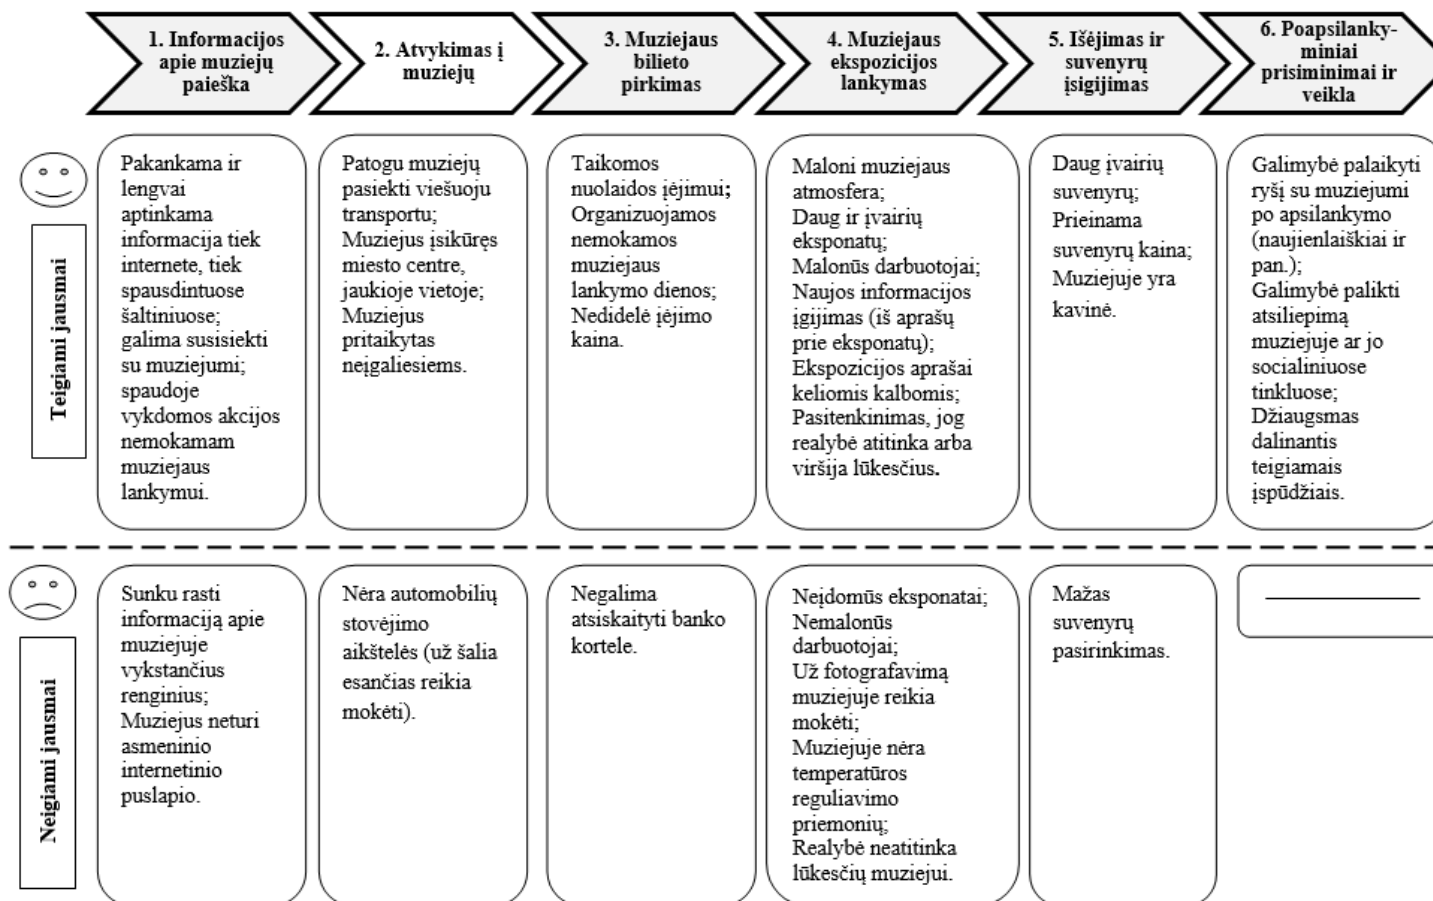 1. Informacijos
apie muziejų
paieška
2. Atvykimas į
muziejų
3. Muziejaus
bilieto
pirkimas
4. Muziejaus
ekspozicijos
lankymas
5. Išėjimas ir
suvenyrų
įsigijimas
6. Poapsilanky-
miniai
prisiminimai ir
veikla
Teigiami jausmai
Pakankama ir
lengvai
aptinkama
informacija tiek
internete, tiek
spausdintuose
šaltiniuose;
galima susisiekti
su muziejumi;
spaudoje
vykdomos akcijos
nemokamam
muziejaus
lankymui.
Patogu muziejų
pasiekti viešuoju
transportu;
Muziejus įsikūręs
miesto centre,
jaukioje vietoje;
Muziejus
pritaikytas
neįgaliesiems.
Taikomos
nuolaidos įėjimui;
Organizuojamos
nemokamos
muziejaus
lankymo dienos;
Nedidelė įėjimo
kaina.
Maloni muziejaus
atmosfera;
Daug ir įvairių
eksponatų;
Malonūs darbuotojai;
Naujos informacijos
įgijimas (iš aprašų
prie eksponatų);
Ekspozicijos aprašai
keliomis kalbomis;
Pasitenkinimas, jog
realybė atitinka arba
viršija lūkesčius.
Daug įvairių
suvenyrų;
Prieinama
suvenyrų kaina;
Muziejuje yra
kavinė.
Galimybė palaikyti
ryšį su muziejumi
po apsilankymo
(naujienlaiškiai ir
pan.);
Galimybė palikti
atsiliepimą
muziejuje ar jo
socialiniuose
tinkluose;
Džiaugsmas
dalinantis
teigiamais
įspūdžiais.
Neigiami jausmai
Sunku rasti
informaciją apie
muziejuje
vykstančius
renginius;
Muziejus neturi
asmeninio
internetinio
puslapio.
Nėra automobilių
stovėjimo
aikštelės (už šalia
esančias reikia
mokėti).
Negalima
atsiskaityti banko
kortele.
Neįdomūs eksponatai;
Nemalonūs
darbuotojai;
Už fotografavimą
muziejuje reikia
mokėti;
Muziejuje nėra
temperatūros
reguliavimo
priemonių;
Realybė neatitinka
lūkesčių muziejui.
Mažas
suvenyrų
pasirinkimas.